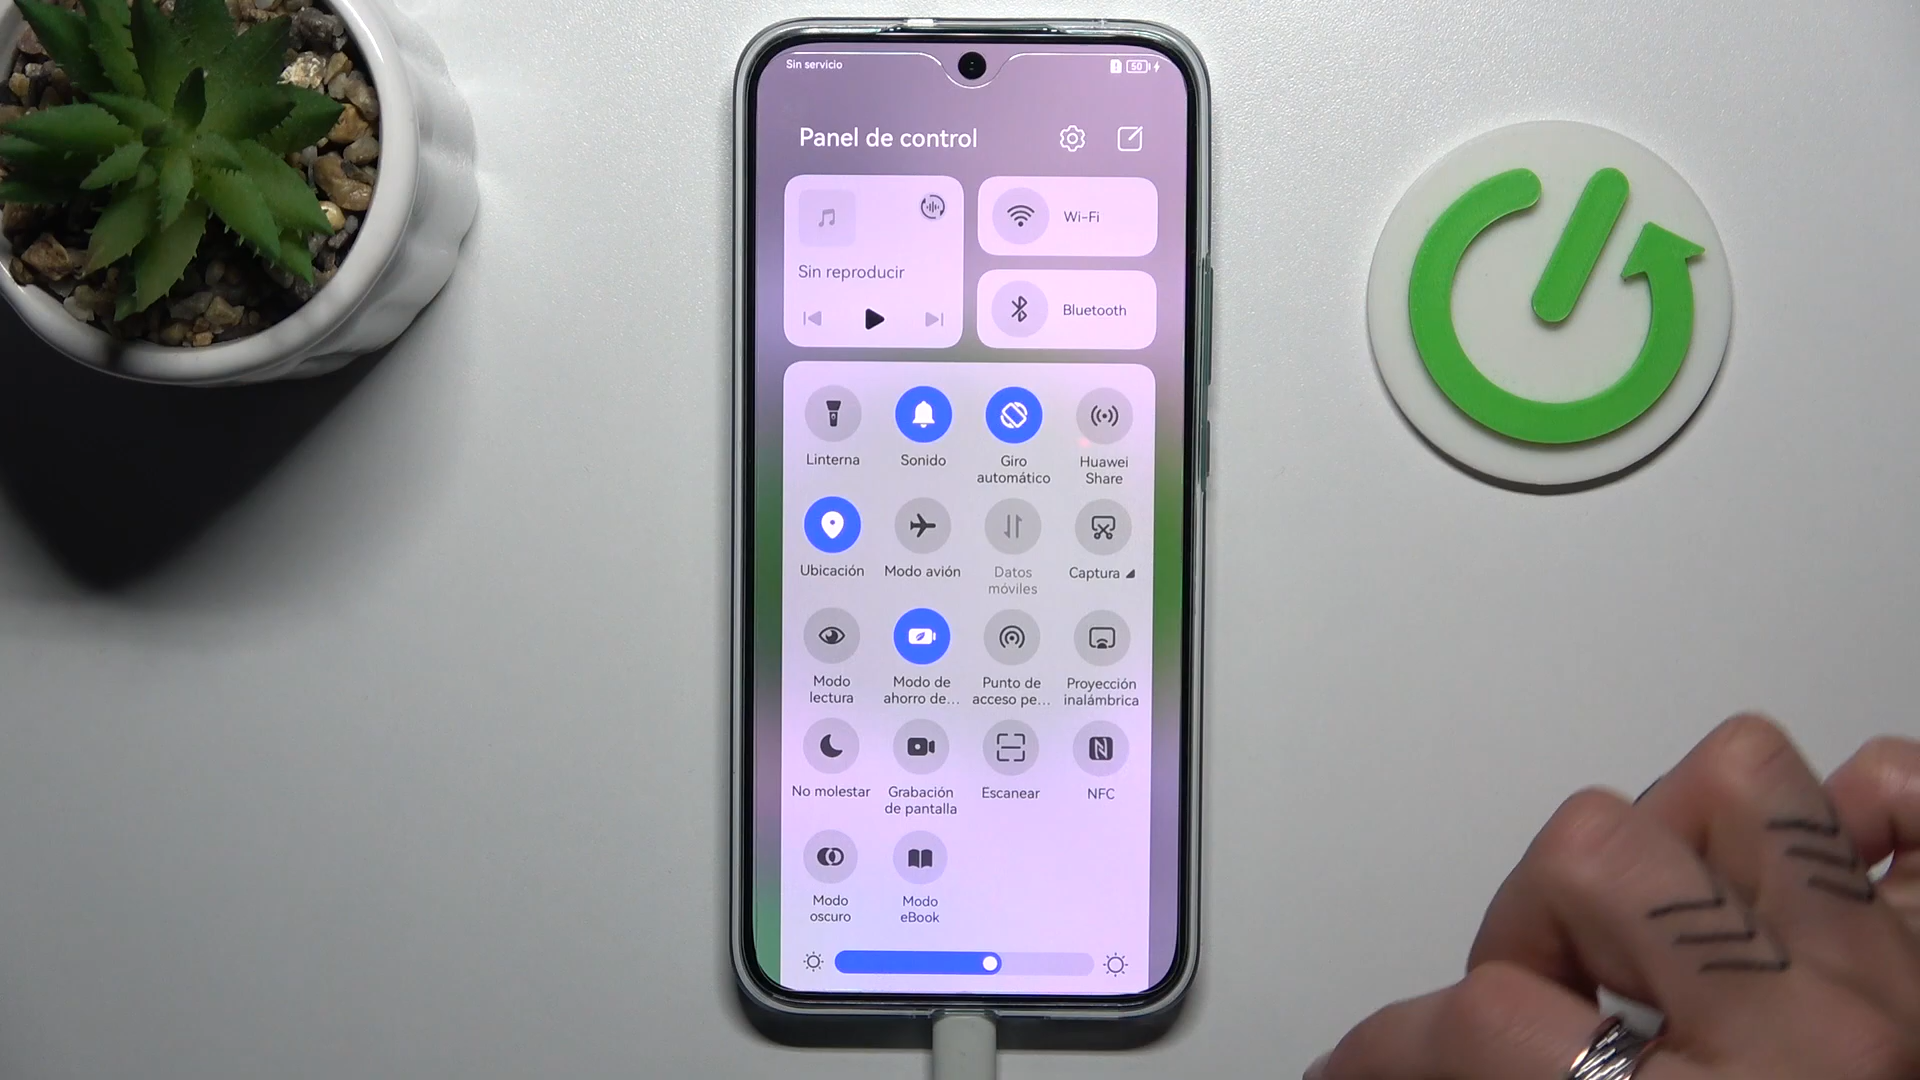 Sin servicio
50
Panel de control
Sin reproducir
Wi-Fi
Bluetooth
Linterna
Sonido
Giro
automático
Huawei
Share
Ubicación
Modo avión
Datos
móviles
Captura
Modo
lectura
Modo de
ahorro de...
Punto de
acceso pe...
Proyección
inalámbrica
No molestar
Grabación
de pantalla
Escanear
NFC
Modo
oscuro
Modo
eBook